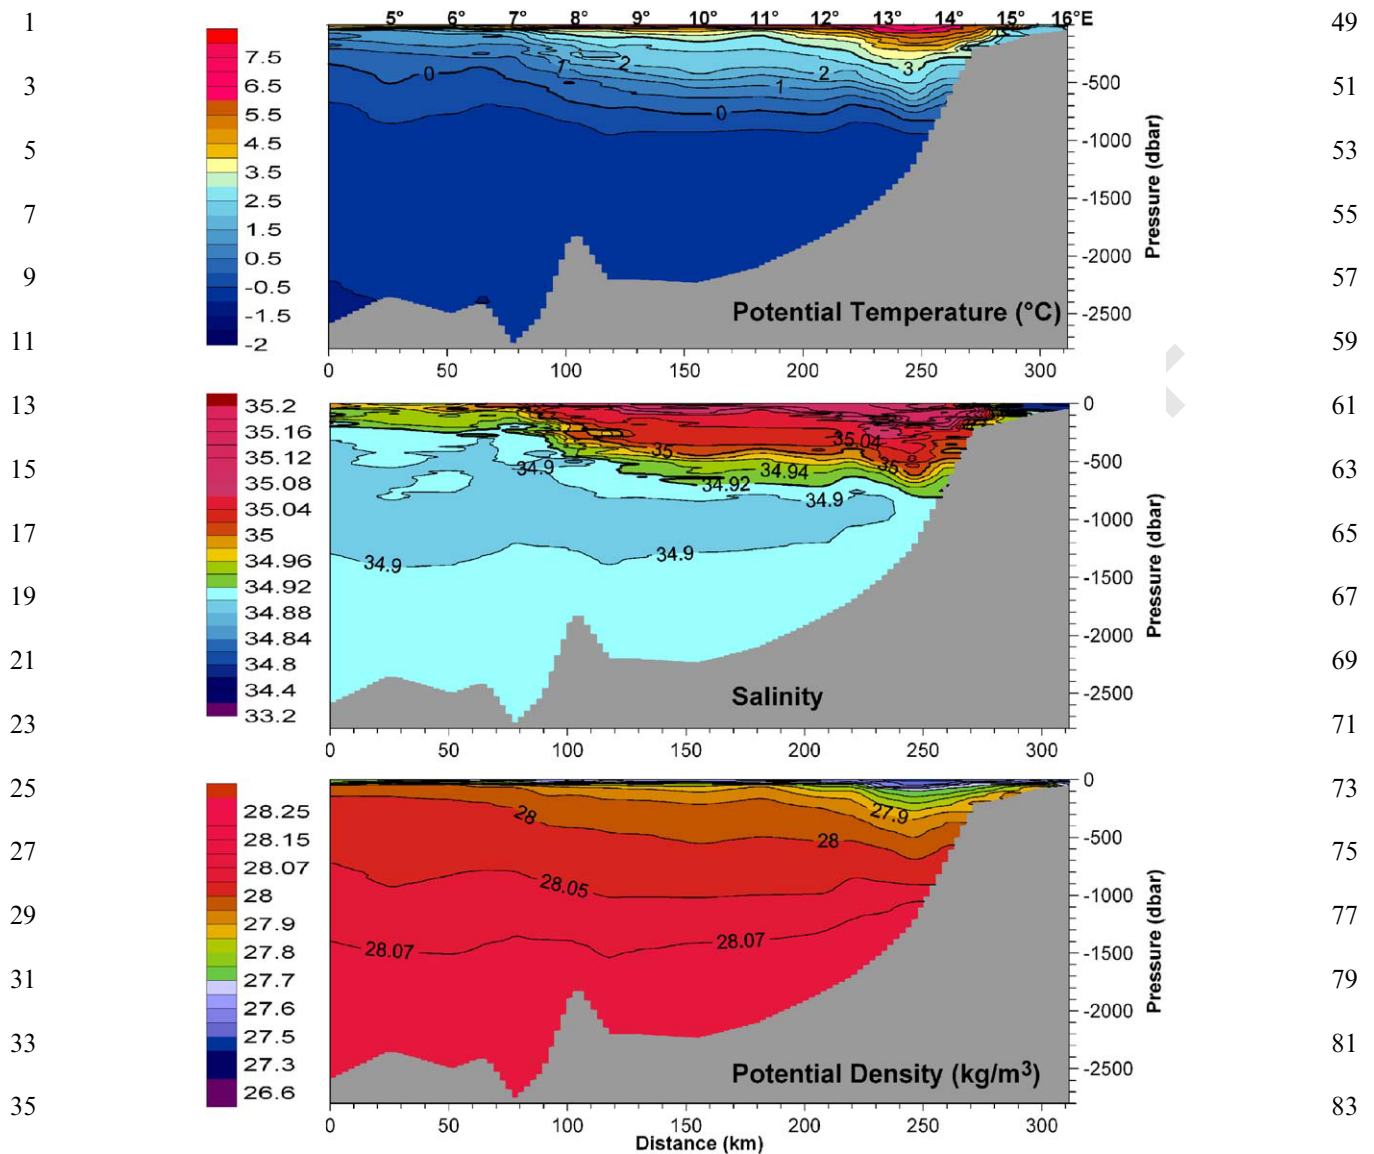 1 5° 6° 7° 8° 9° 10° 11° 12° 13° 14° 15° 16°E 49
7.5
3 6.5 0 1 2 2 1 3 -500 51
5.5 0
5 4.5 -1000 53
3.5
7 2.5 -1500 55
1.5
0.5 -2000
9 -0.5 57
-1.5 Potential Temperature (°C) -2500
11 -2 59
0 50 100 150 200 250 300
Pressure (dbar)
13 35.2 0 61
35.16 35.04
35.12 35
15 35.08 34.9 34.94 35 -500 63
34.92 34.9
35.04 -1000
17 35 65
34.96 34.9 34.9 -1500
19 34.92 67
34.88
34.84 -2000
21 34.8 69
34.4 Salinity -2500
33.2
23 71
0 50 100 150 200 250 300
Pressure (dbar)
25 0 73
28.25 28 27.9
28.15 28 -500
27 28.07 75
28 28.05 -1000
29 27.9 77
27.8 28.07 28.07 -1500
31 27.7 79
27.6 -2000
33 27.5 81
27.3 Potential Density (kg/m³) -2500
26.6
35 83
0 50 100 150 200 250 300
Pressure (dbar)
Distance (km)